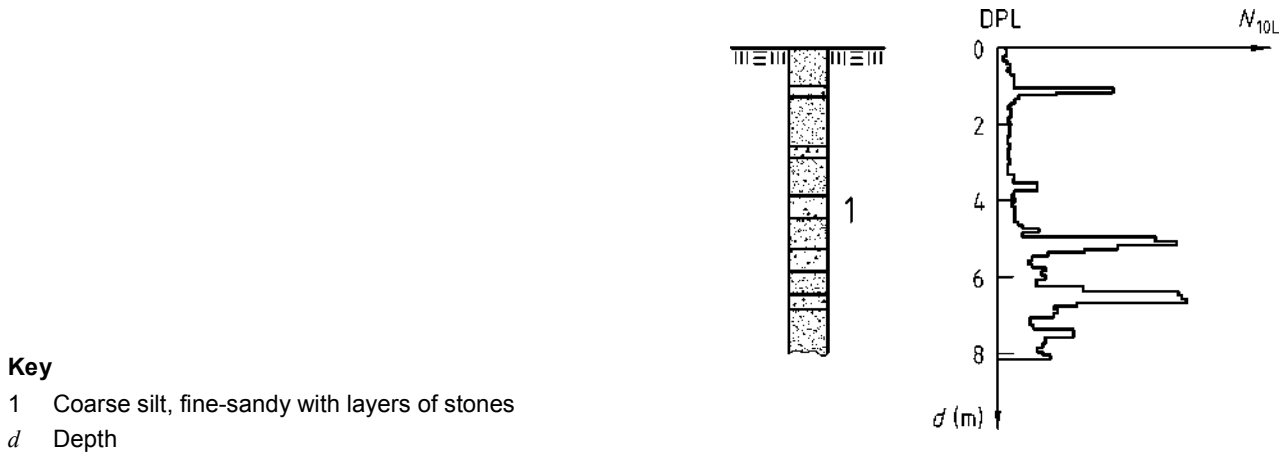 DPL
N10L
0
2
4
6
8
d (m)
1
Key
1 Coarse silt, fine-sandy with layers of stones
d Depth